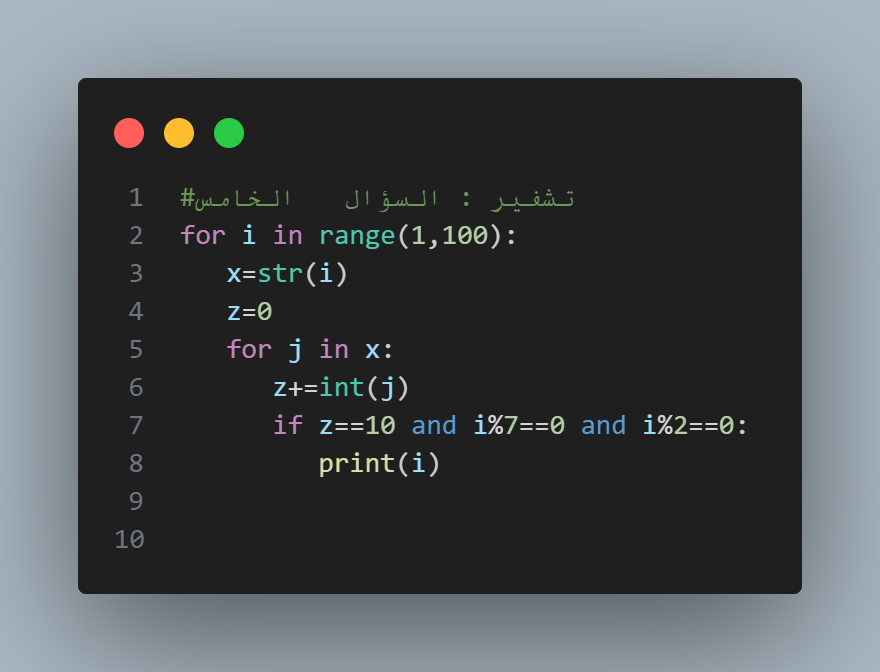 1 #تشفير : السؤال الخامس
2 for i in range(1,100):
3    x=str(i)
4    z=0
5    for j in x:
6       z+=int(j)
7       if z==10 and i%7==0 and i%2==0:
8          print(i)
9
10